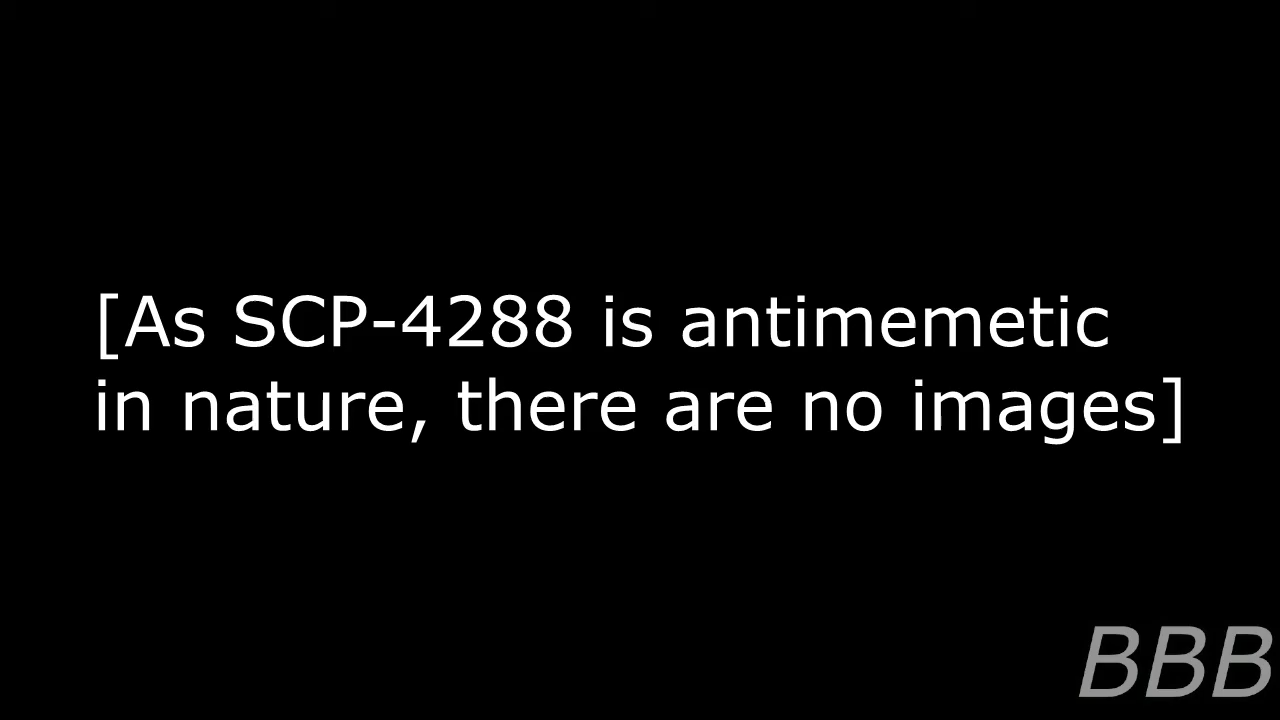 [As SCP-4288 is antimemetic
in nature, there are no images]
BBB